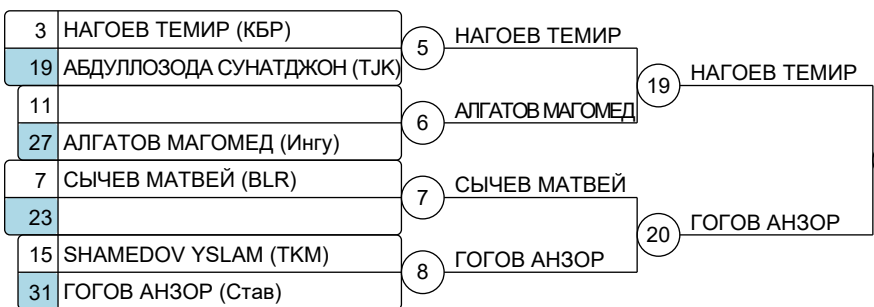 3 НАГОЕВ ТЕМИР (КБР)
19 АБДУЛЛОЗОДА СУНАТДЖОН (TJK)
5 НАГОЕВ ТЕМИР
11
27 АЛГАТОВ МАГОМЕД (Ингу)
6 АЛГАТОВ МАГОМЕД
19 НАГОЕВ ТЕМИР
7 СЫЧЕВ МАТВЕЙ (BLR)
23
7 СЫЧЕВ МАТВЕЙ
15 SHAMEDOV YSLAM (TKM)
31 ГОГОВ АНЗОР (Став)
8 ГОГОВ АНЗОР
20 ГОГОВ АНЗОР